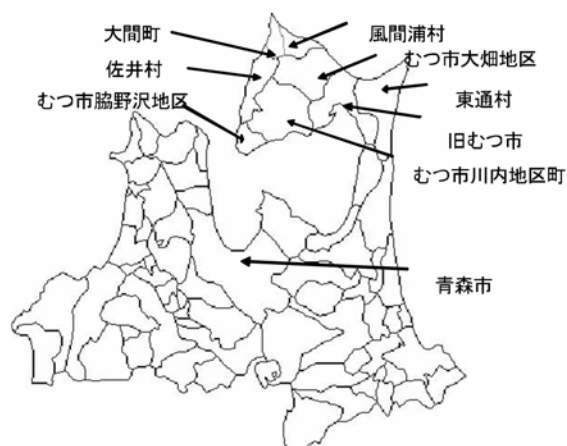 大間町
風間浦村
佐井村
むつ市大畑地区
むつ市脇野沢地区
東通村
旧むつ市
むつ市川内地区町
青森市